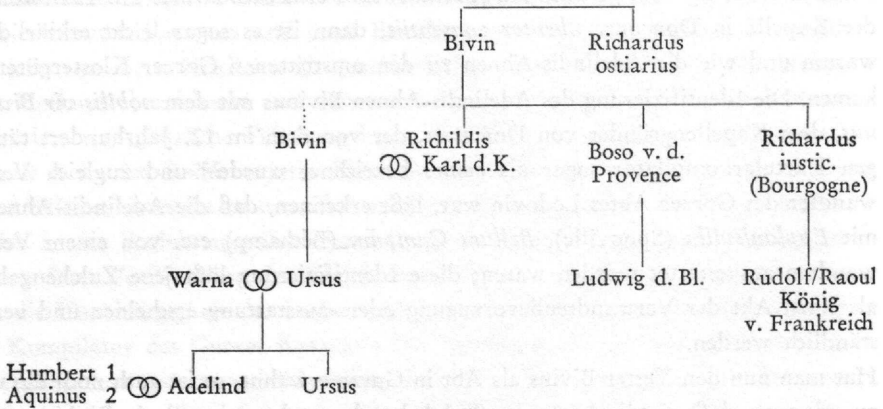 Bivin Richardus
ostiarius
Bivin
Richildis
⚭ Karl d.K.
Boso v. d.
Provence
Richardus
iustic.
(Bourgogne)
Warna ⚭ Ursus
Ludwig d. Bl.
Rudolf/Raoul
König
v. Frankreich
Humbert 1
Aquinus 2 ⚭ Adelind Ursus